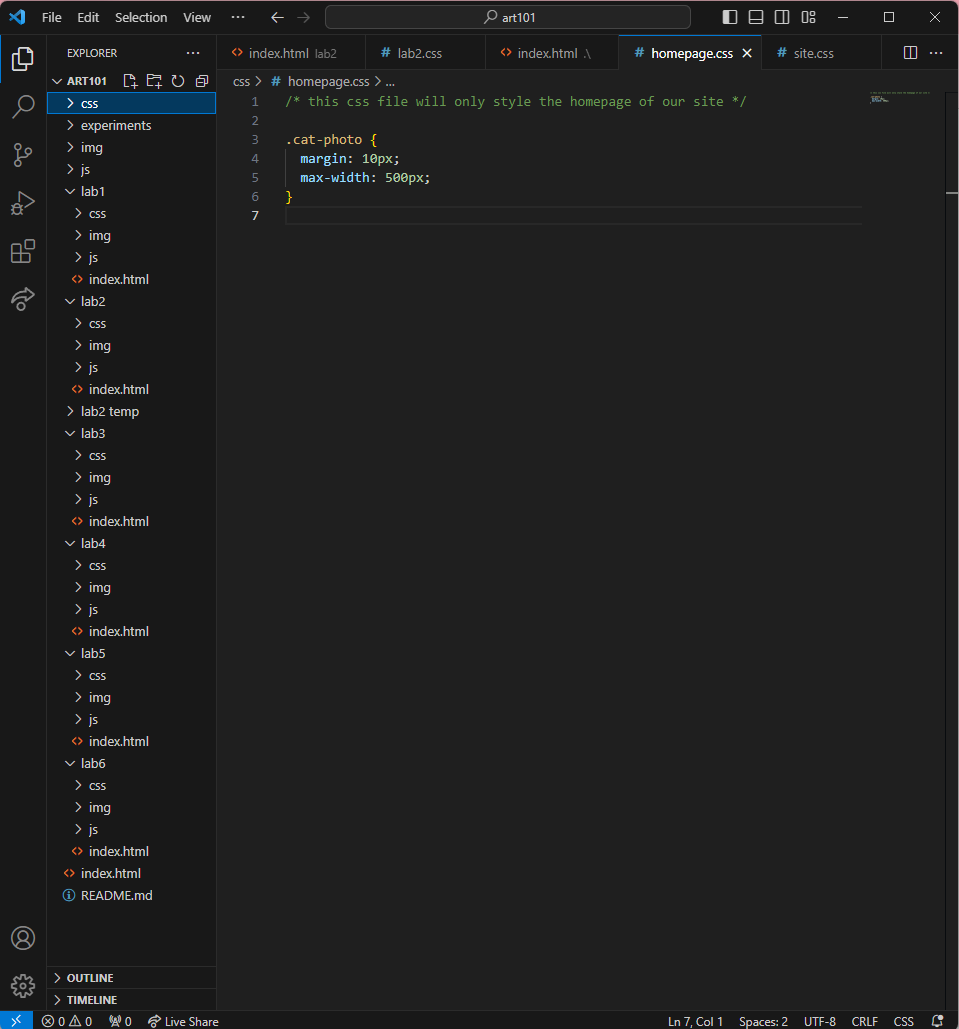 File Edit Selection View ··· art101
EXPLORER ···
index.html lab2
lab2.css
index.html .\
homepage.css
site.css
ART101
css
experiments
img
js
lab1
css
img
js
index.html
lab2
css
img
js
index.html
lab2 temp
lab3
css
img
js
index.html
lab4
css
img
js
index.html
lab5
css
img
js
index.html
lab6
css
img
js
index.html
index.html
README.md
OUTLINE
TIMELINE
css > # homepage.css > ...
1 /* this css file will only style the homepage of our site */
2
3 .cat-photo {
4 margin: 10px;
5 max-width: 500px;
6 }
7
0 0 0 Live Share Ln 7, Col 1 Spaces: 2 UTF-8 CRLF CSS